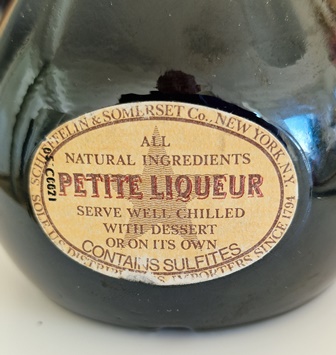 SCHIEFFELIN & SOMERSET Co., NEW YORK, N.Y.
ALL
NATURAL INGREDIENTS
PETITE LIQUEUR
SERVE WELL CHILLED
WITH DESSERT
OR ON ITS OWN
CONTAINS SULFITES
SOLE U.S. DISTRIBUTORS IMPORTERS SINCE 1794